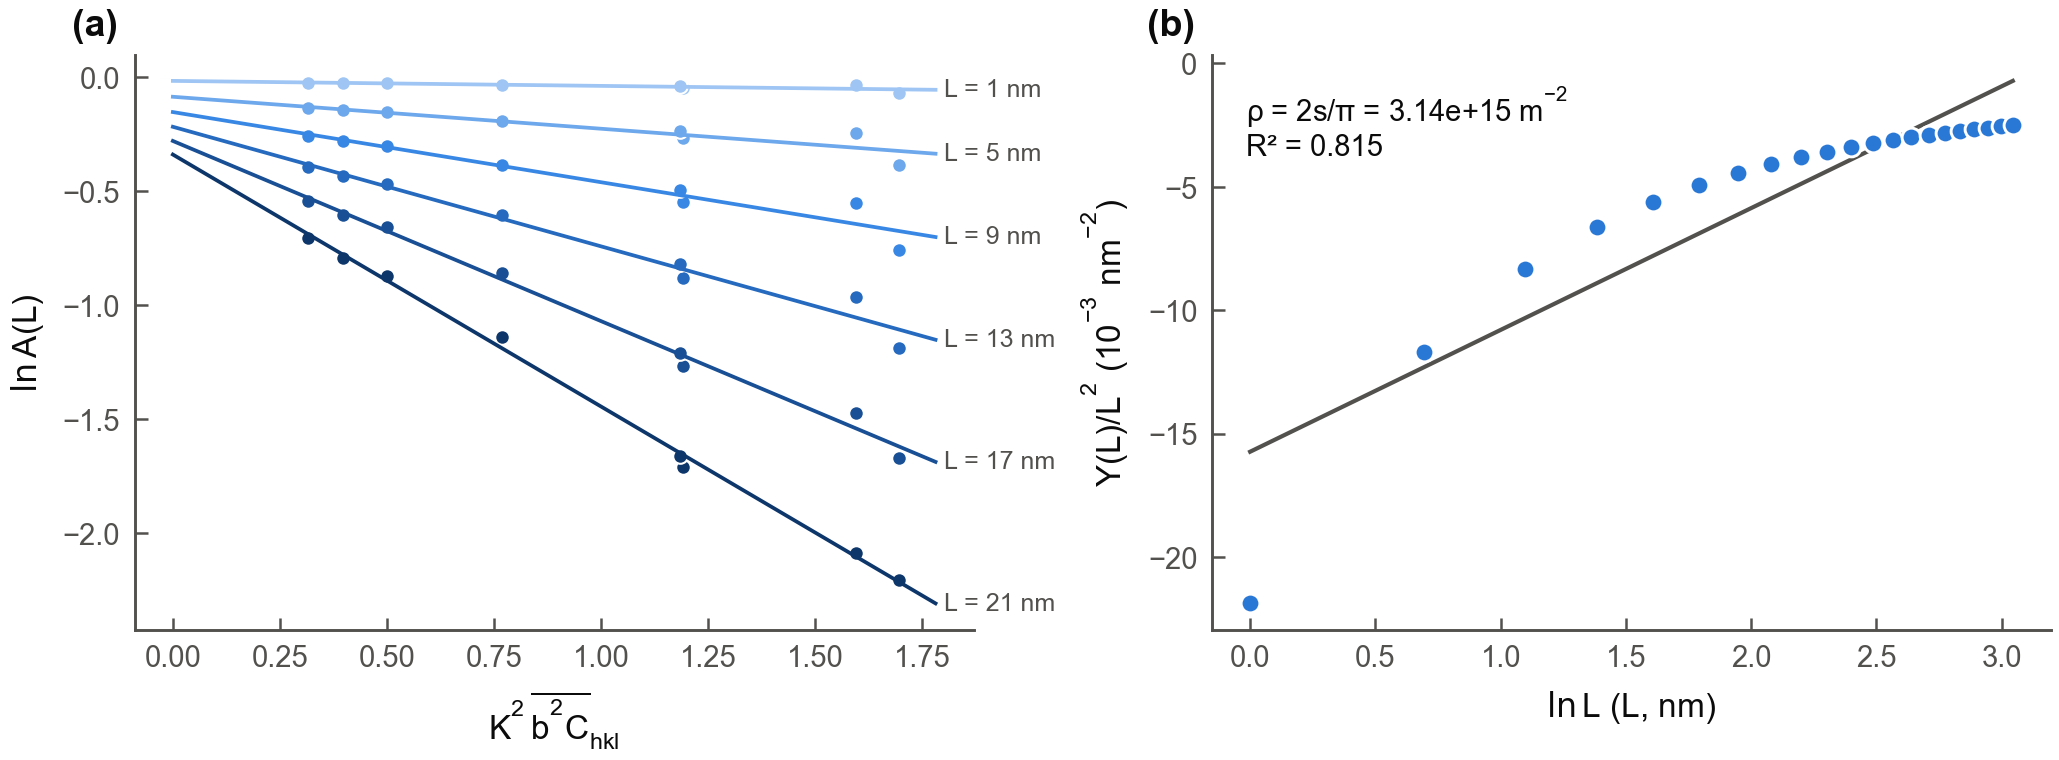 (a)
0.0
−0.5
−1.0
−1.5
−2.0
ln A(L)
L = 1 nm
L = 5 nm
L = 9 nm
L = 13 nm
L = 17 nm
L = 21 nm
0.00 0.25 0.50 0.75 1.00 1.25 1.50 1.75
K² b²C̅hkl
(b)
ρ = 2s/π = 3.14e+15 m⁻²
R² = 0.815
0
−5
−10
−15
−20
Y(L)/L² (10⁻³ nm⁻²)
0.0 0.5 1.0 1.5 2.0 2.5 3.0
ln L (L, nm)